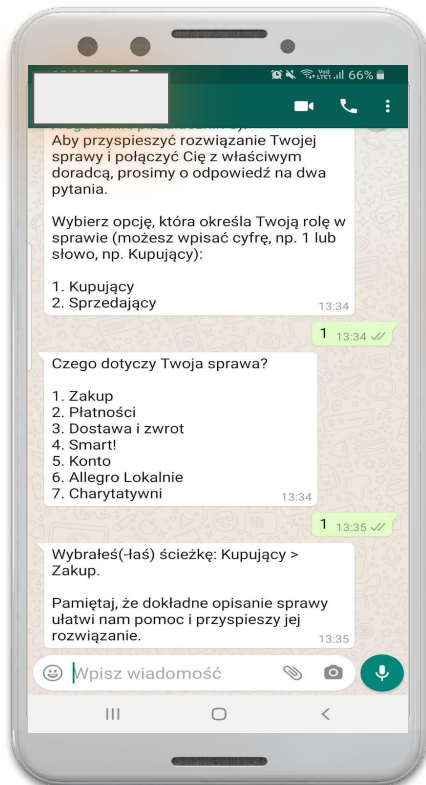 66%
Aby przyspieszyć rozwiązanie Twojej
sprawy i połączyć Cię z właściwym
doradcą, prosimy o odpowiedź na dwa
pytania.
Wybierz opcję, która określa Twoją rolę w
sprawie (możesz wpisać cyfrę, np. 1 lub
słowo, np. Kupujący):
1. Kupujący
2. Sprzedający
13:34
1 13:34
Czego dotyczy Twoja sprawa?
1. Zakup
2. Płatności
3. Dostawa i zwrot
4. Smart!
5. Konto
6. Allegro Lokalnie
7. Charytatywni
13:34
1 13:35
Wybrałeś(-łaś) ścieżkę: Kupujący >
Zakup.
Pamiętaj, że dokładne opisanie sprawy
ułatwi nam pomoc i przyspieszy jej
rozwiązanie.
13:35
Wpisz wiadomość